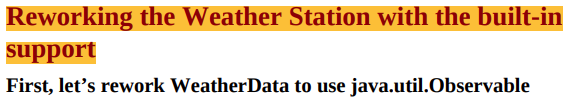 Reworking the Weather Station with the built-in
support
First, let’s rework WeatherData to use java.util.Observable